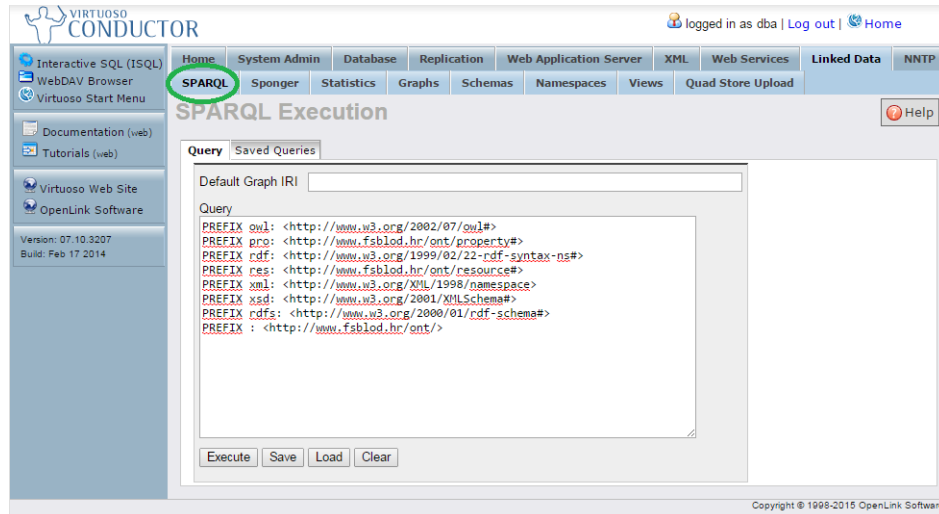 VIRTUOSO
CONDUCTOR
logged in as dba | Log out | Home
Interactive SQL (ISQL)
WebDAV Browser
Virtuoso Start Menu
Documentation (web)
Tutorials (web)
Virtuoso Web Site
OpenLink Software
Version: 07.10.3207
Build: Feb 17 2014
Home System Admin Database Replication Web Application Server XML Web Services Linked Data NNTP
SPARQL Sponger Statistics Graphs Schemas Namespaces Views Quad Store Upload
SPARQL Execution
Help
Query Saved Queries
Default Graph IRI
Query
PREFIX owl: <http://www.w3.org/2002/07/owl#>
PREFIX pro: <http://www.fsblod.hr/ont/property#>
PREFIX rdf: <http://www.w3.org/1999/02/22-rdf-syntax-ns#>
PREFIX res: <http://www.fsblod.hr/ont/resource#>
PREFIX xml: <http://www.w3.org/XML/1998/namespace>
PREFIX xsd: <http://www.w3.org/2001/XMLSchema#>
PREFIX rdfs: <http://www.w3.org/2000/01/rdf-schema#>
PREFIX : <http://www.fsblod.hr/ont/>
Execute Save Load Clear
Copyright © 1998-2015 OpenLink Softwar